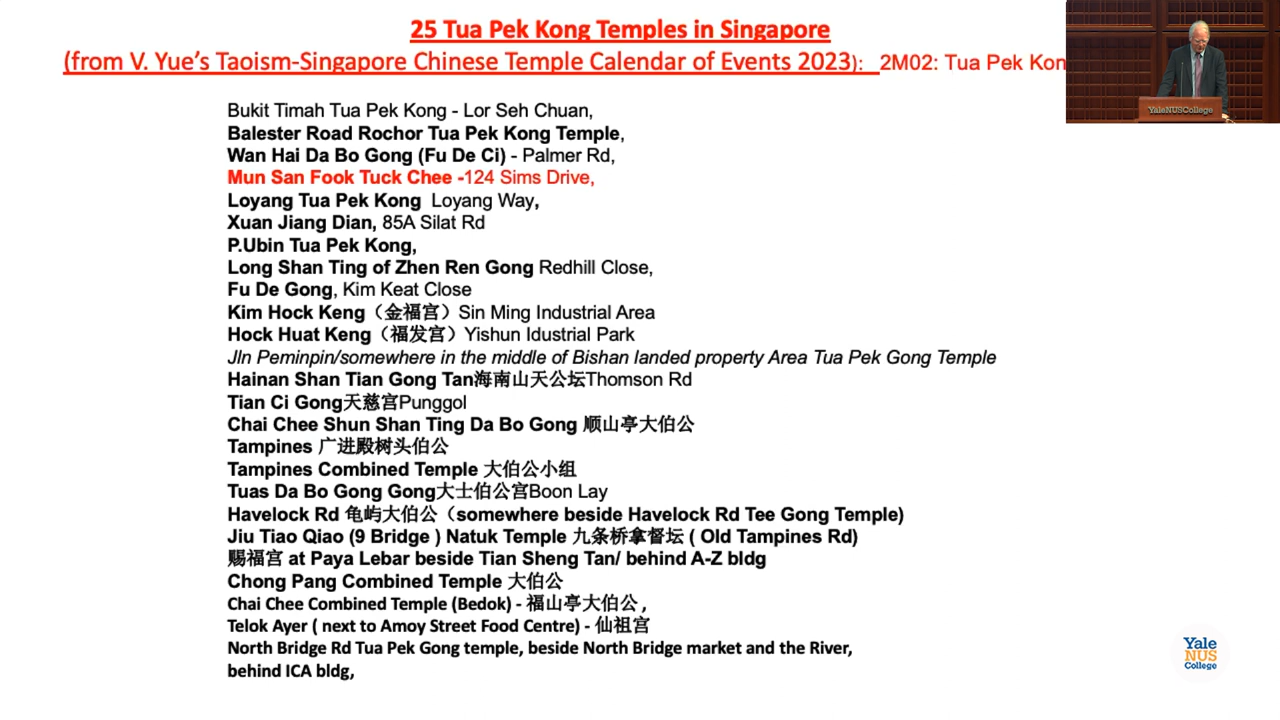 25 Tua Pek Kong Temples in Singapore
(from V. Yue’s Taoism-Singapore Chinese Temple Calendar of Events 2023): 2M02: Tua Pek Kon
YaleNUSCollege
Bukit Timah Tua Pek Kong - Lor Seh Chuan,
Balester Road Rochor Tua Pek Kong Temple,
Wan Hai Da Bo Gong (Fu De Ci) - Palmer Rd,
Mun San Fook Tuck Chee -124 Sims Drive,
Loyang Tua Pek Kong Loyang Way,
Xuan Jiang Dian, 85A Silat Rd
P.Ubin Tua Pek Kong,
Long Shan Ting of Zhen Ren Gong Redhill Close,
Fu De Gong, Kim Keat Close
Kim Hock Keng（金福宫）Sin Ming Industrial Area
Hock Huat Keng（福发宫）Yishun Idustrial Park
Jln Peminpin/somewhere in the middle of Bishan landed property Area Tua Pek Gong Temple
Hainan Shan Tian Gong Tan海南山天公坛Thomson Rd
Tian Ci Gong天慈宫Punggol
Chai Chee Shun Shan Ting Da Bo Gong 顺山亭大伯公
Tampines 广进殿树头伯公
Tampines Combined Temple 大伯公小组
Tuas Da Bo Gong Gong大士伯公宫Boon Lay
Havelock Rd 龟屿大伯公（somewhere beside Havelock Rd Tee Gong Temple)
Jiu Tiao Qiao (9 Bridge ) Natuk Temple 九条桥拿督坛 ( Old Tampines Rd)
赐福宫 at Paya Lebar beside Tian Sheng Tan/ behind A-Z bldg
Chong Pang Combined Temple 大伯公
Chai Chee Combined Temple (Bedok) - 福山亭大伯公 ,
Telok Ayer ( next to Amoy Street Food Centre) - 仙祖宫
North Bridge Rd Tua Pek Gong temple, beside North Bridge market and the River,
behind ICA bldg,
Yale
NUS
College